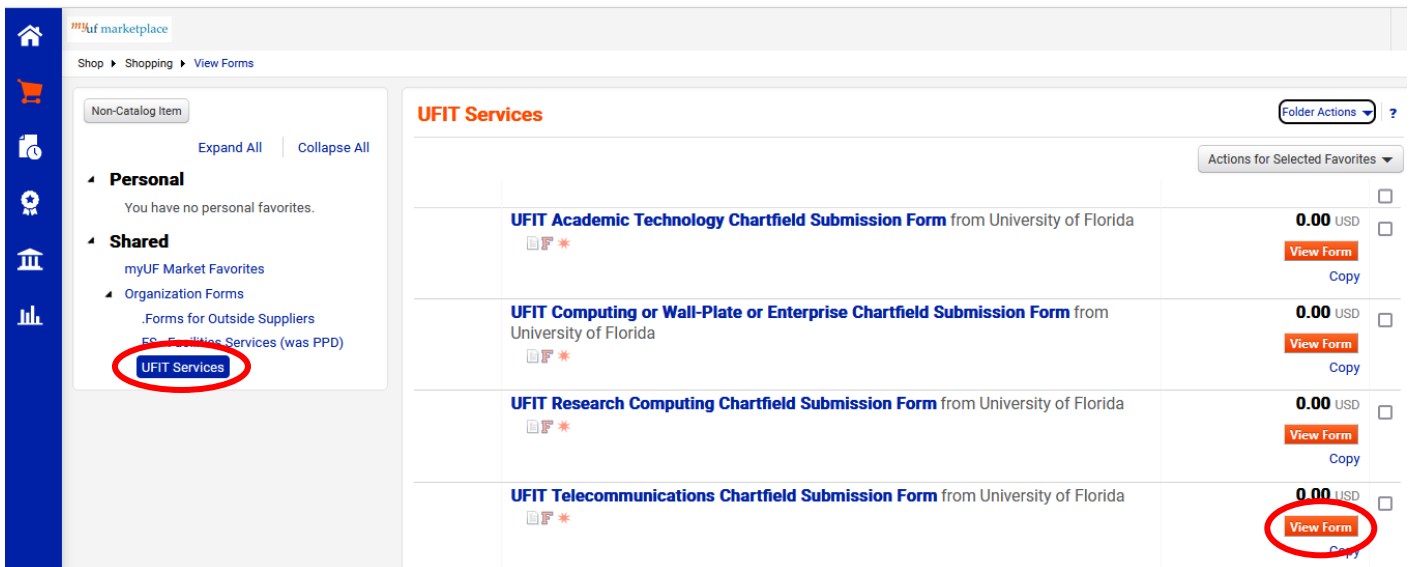 myuf marketplace
Shop ▸ Shopping ▸ View Forms
Non-Catalog Item
Expand All | Collapse All
Personal
You have no personal favorites.
Shared
myUF Market Favorites
Organization Forms
.Forms for Outside Suppliers
FS - Facilities Services (was PPD)
UFIT Services
UFIT Services
Folder Actions ?
Actions for Selected Favorites
UFIT Academic Technology Chartfield Submission Form from University of Florida
0.00 USD
View Form
Copy
UFIT Computing or Wall-Plate or Enterprise Chartfield Submission Form from
University of Florida
0.00 USD
View Form
Copy
UFIT Research Computing Chartfield Submission Form from University of Florida
0.00 USD
View Form
Copy
UFIT Telecommunications Chartfield Submission Form from University of Florida
0.00 USD
View Form
Copy